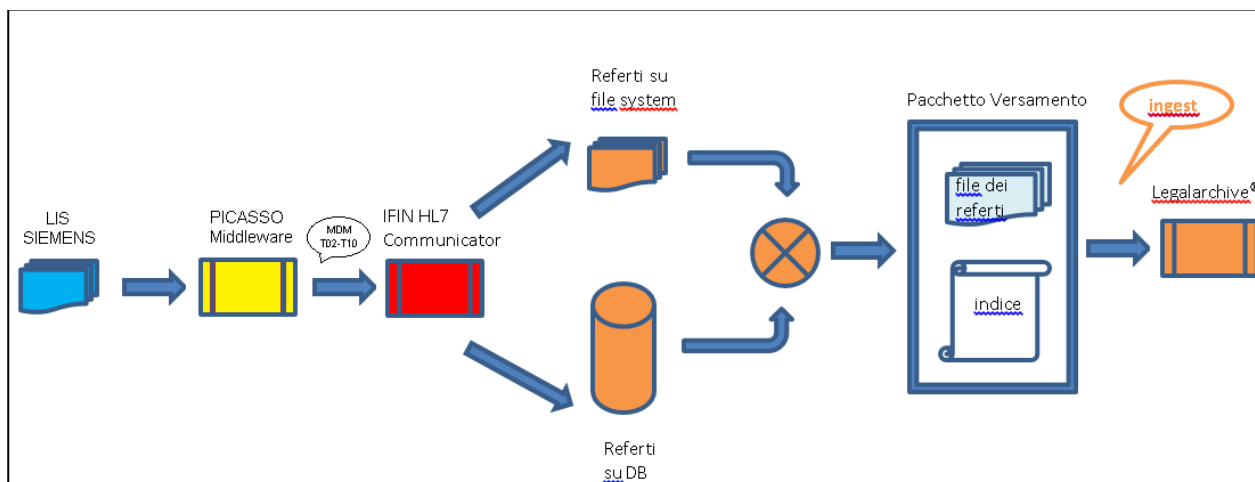 LIS
SIEMENS
PICASSO
Middleware
MDM
T02-T10
IFIN HL7
Communicator
Referti su
file system
Referti
su DB
Pacchetto Versamento
file dei
referti
indice
ingest
Legalarchive®